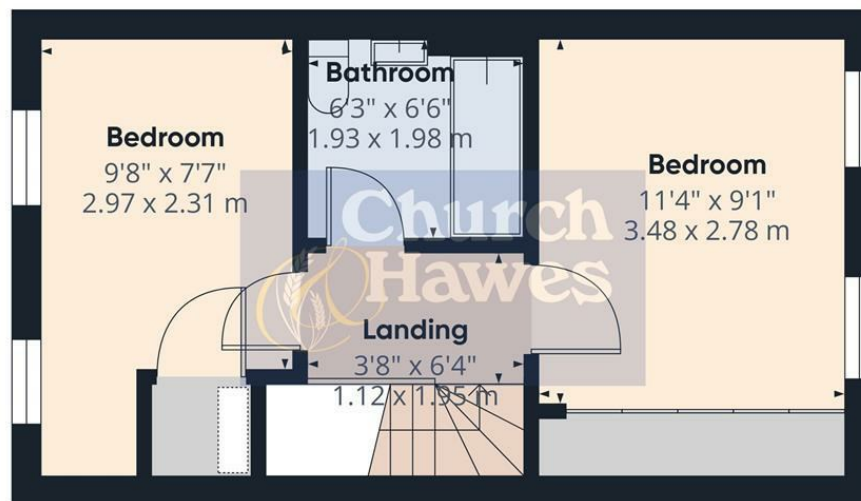 Bedroom
9'8" x 7'7"
2.97 x 2.31 m
Bathroom
6'3" x 6'6"
1.93 x 1.98 m
Bedroom
11'4" x 9'1"
3.48 x 2.78 m
Church
Hawes
Landing
3'8" x 6'4"
1.12 x 1.95 m